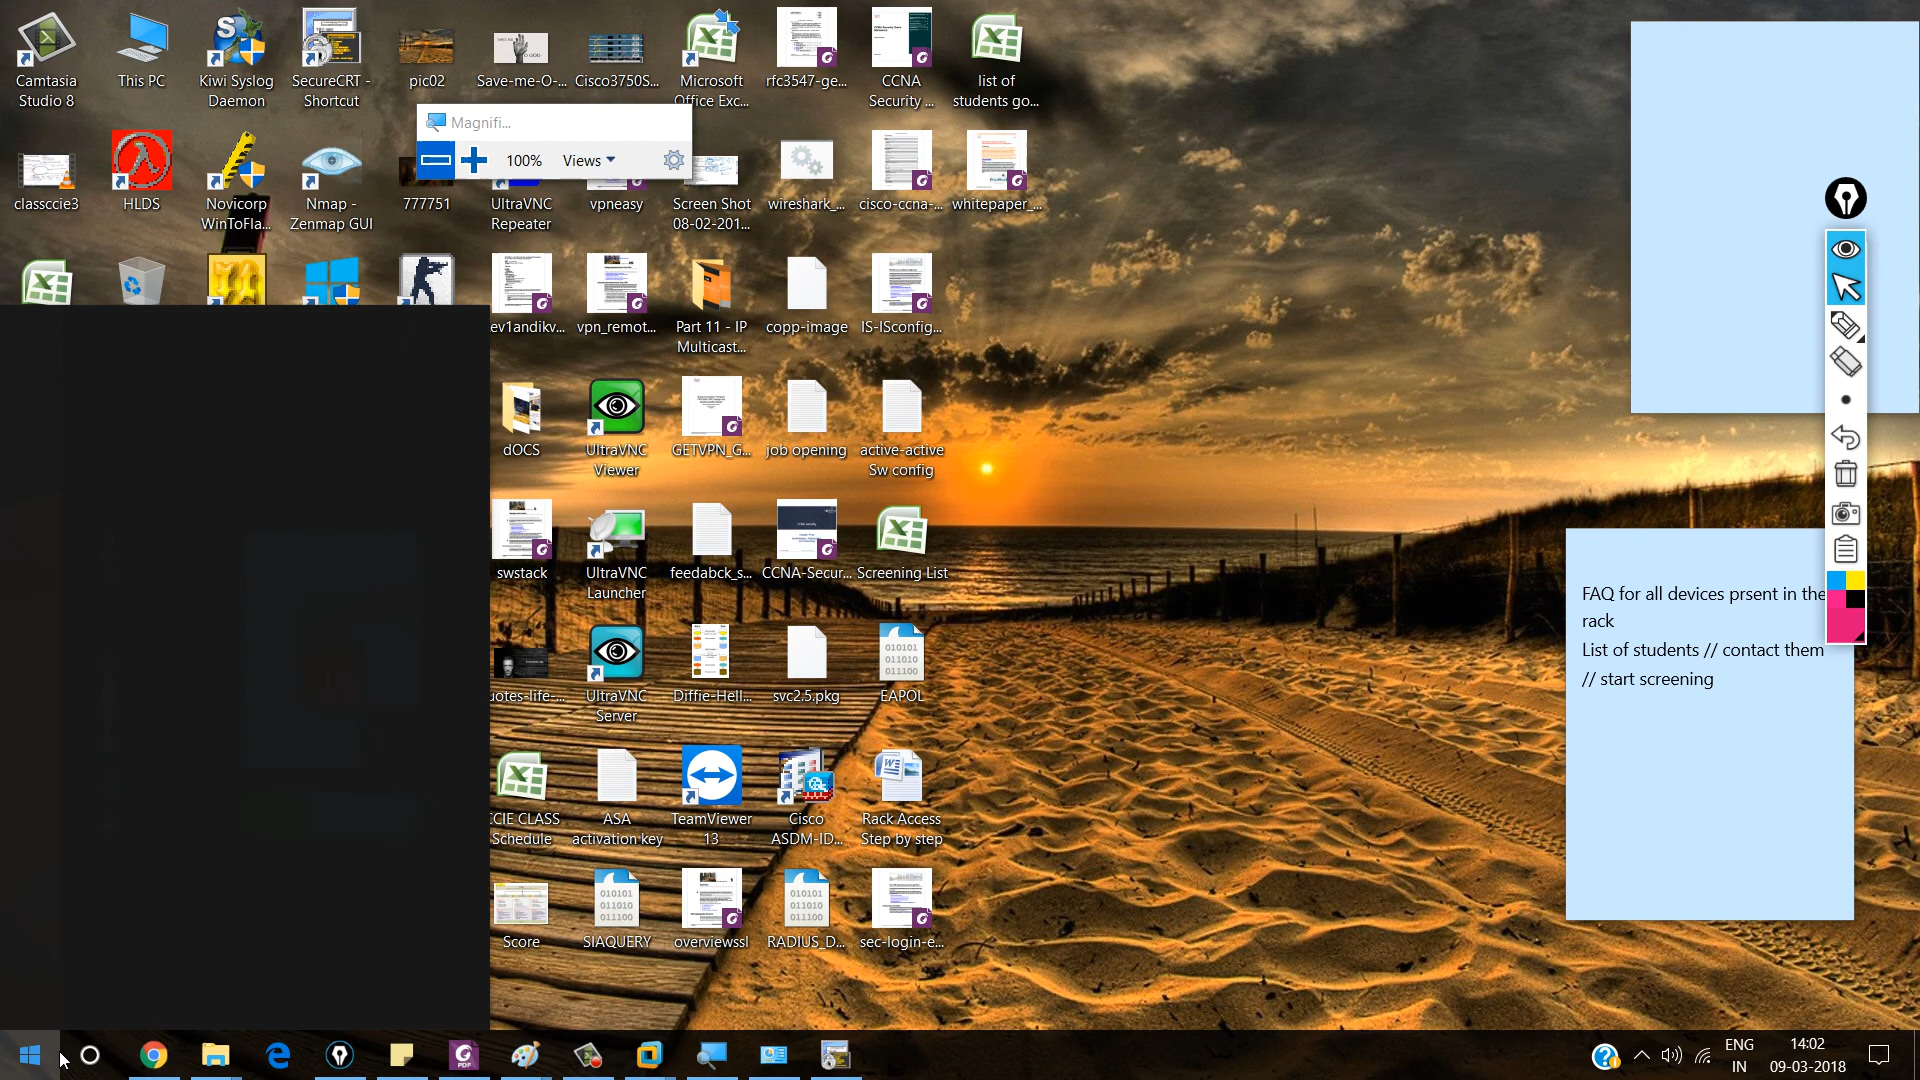 Camtasia
Studio 8
This PC
Kiwi Syslog
Daemon
SecureCRT -
Shortcut
pic02
Save-me-O-...
Cisco3750S...
Microsoft
Office Exc...
rfc3547-ge...
CCNA
Security ...
list of
students go...
Magnifi...
100%
Views
classccie3
HLDS
Novicorp
WinToFla...
Nmap -
Zenmap GUI
777751
UltraVNC
Repeater
vpneasy
Screen Shot
08-02-201...
wireshark_...
cisco-ccna-...
whitepaper_...
ev1andikv...
vpn_remot...
Part 11 - IP
Multicast...
copp-image
IS-ISconfig...
dOCS
UltraVNC
Viewer
GETVPN_G...
job opening
active-active
Sw config
swstack
UltraVNC
Launcher
feedabck_s...
CCNA-Secur...
Screening List
uotes-life-...
UltraVNC
Server
Diffie-Hell...
svc2.5.pkg
EAPOL
CCIE CLASS
Schedule
ASA
activation key
TeamViewer
13
Cisco
ASDM-ID...
Rack Access
Step by step
Score
SIAQUERY
overviewssl
RADIUS_D...
sec-login-e...
FAQ for all devices prsent in the
rack
List of students // contact them
// start screening
ENG
IN
14:02
09-03-2018